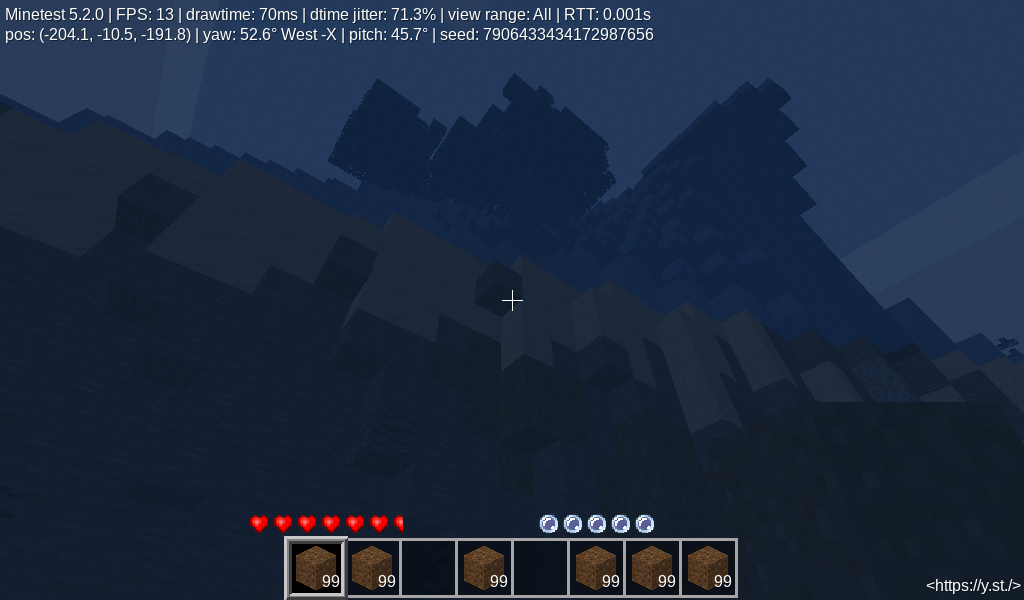 Minetest 5.2.0 | FPS: 13 | drawtime: 70ms | dtime jitter: 71.3% | view range: All | RTT: 0.001s
pos: (-204.1, -10.5, -191.8) | yaw: 52.6° West -X | pitch: 45.7° | seed: 7906433434172987656
99 99 99 99 99 99
<https://y.st./>